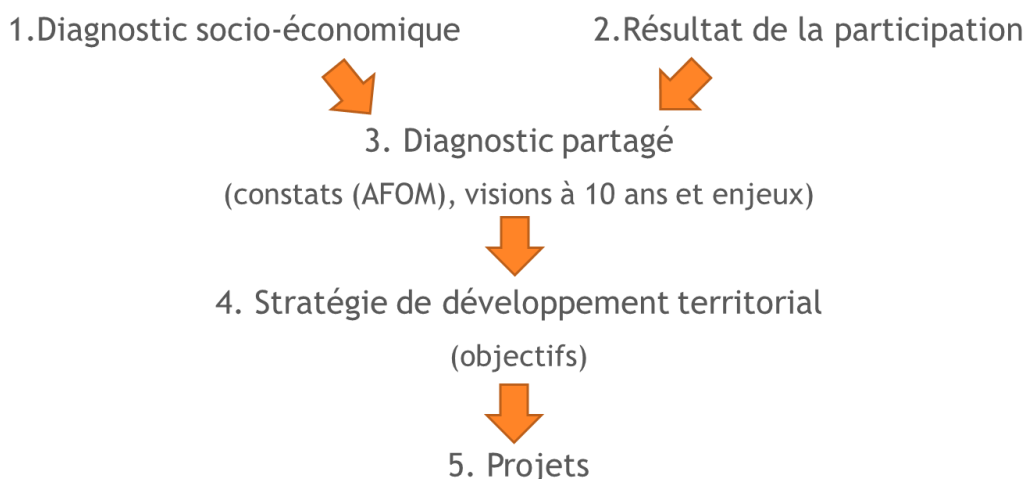 1.Diagnostic socio-économique
2.Résultat de la participation
3. Diagnostic partagé
(constats (AFOM), visions à 10 ans et enjeux)
4. Stratégie de développement territorial
(objectifs)
5. Projets